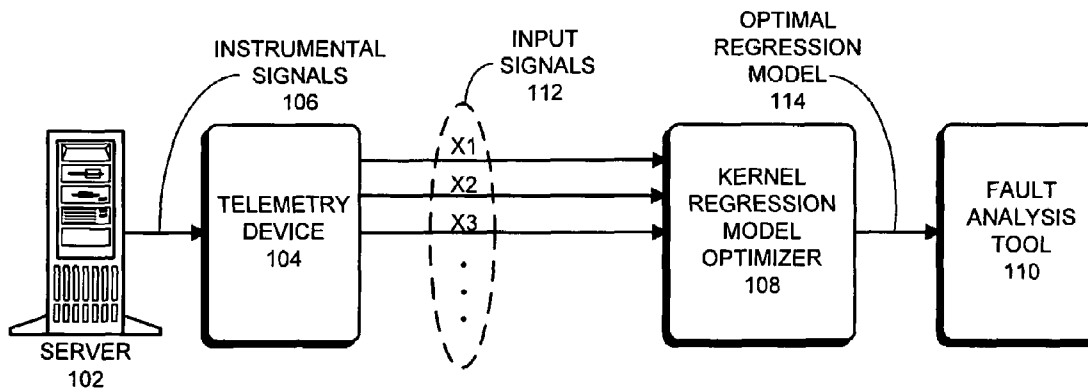 INSTRUMENTAL
SIGNALS
106
INPUT
SIGNALS
112
OPTIMAL
REGRESSION
MODEL
114
SERVER
102
TELEMETRY
DEVICE
104
X1
X2
X3
KERNEL
REGRESSION
MODEL
OPTIMIZER
108
FAULT
ANALYSIS
TOOL
110